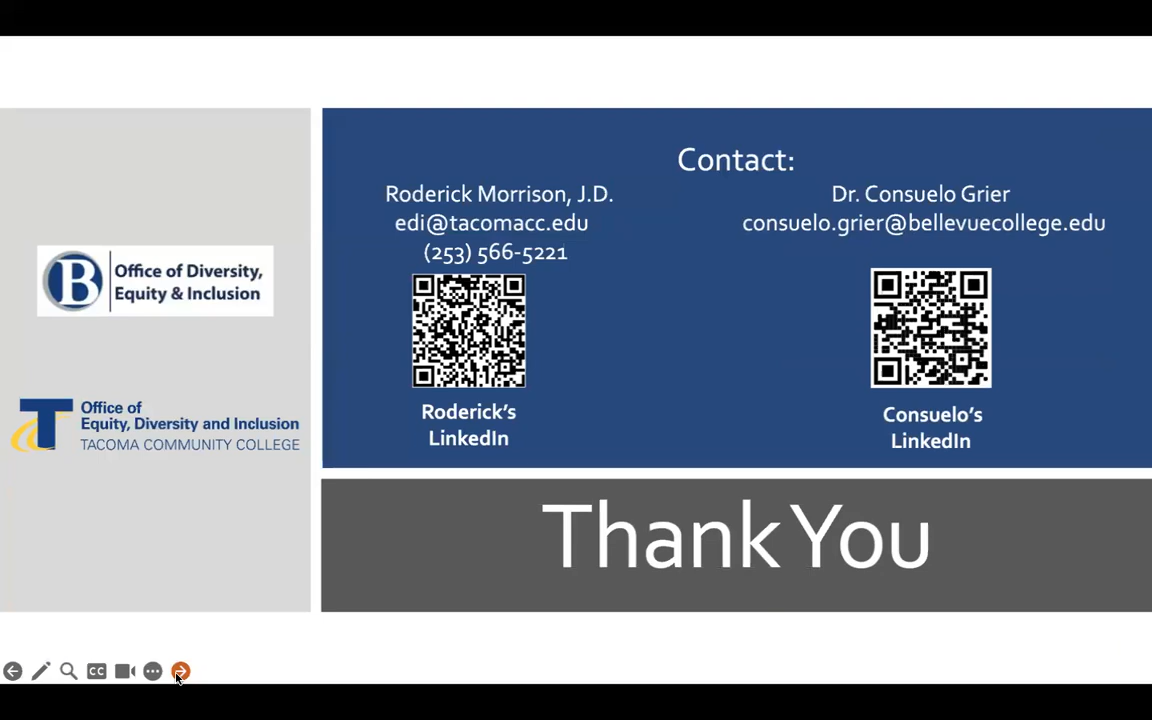 Contact:
Roderick Morrison, J.D.
edi@tacomacc.edu
(253) 566-5221
Roderick's
LinkedIn
Dr. Consuelo Grier
consuelo.grier@bellevuecollege.edu
Consuelo's
LinkedIn
B
Office of Diversity,
Equity & Inclusion
T
Office of
Equity, Diversity and Inclusion
TACOMA COMMUNITY COLLEGE
Thank You
CC